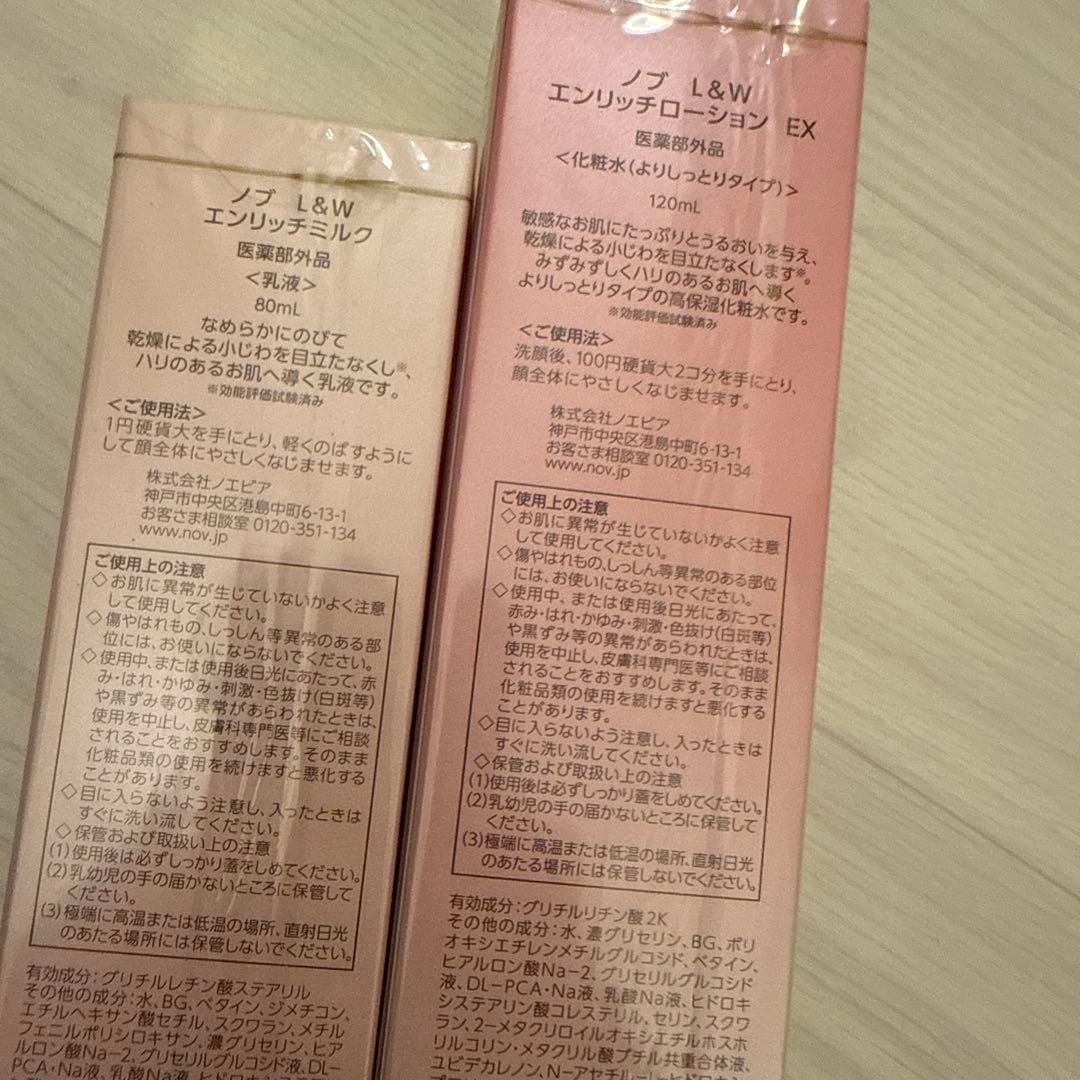 ノブ L&W
エンリッチミルク
医薬部外品
<乳液>
80mL
なめらかにのびて
乾燥による小じわを目立たなくし※、
ハリのあるお肌へ導く乳液です。
※効能評価試験済み
<ご使用法>
1円硬貨大を手にとり、軽くのばすように
して顔全体にやさしくなじませます。
株式会社ノエビア
神戸市中央区港島中町6-13-1
お客さま相談室 0120-351-134
www.nov.jp
ご使用上の注意
◇お肌に異常が生じていないかよく注意
して使用してください。
◇傷やはれもの、しっしん等異常のある部
位には、お使いにならないでください。
◇使用中、または使用後日光にあたって、赤
み・はれ・かゆみ・刺激・色抜け(白斑等)
や黒ずみ等の異常があらわれたときは、
使用を中止し、皮膚科専門医等にご相談
されることをおすすめします。そのまま
化粧品類の使用を続けますと悪化する
ことがあります。
◇目に入らないよう注意し、入ったときは
すぐに洗い流してください。
◇保管および取扱い上の注意
(1)使用後は必ずしっかり蓋をしめてください。
(2)乳幼児の手の届かないところに保管して
ください。
(3)極端に高温または低温の場所、直射日光
のあたる場所には保管しないでください。
有効成分:グリチルレチン酸ステアリル
その他の成分:水、BG、ベタイン、ジメチコン、
エチルヘキサン酸セチル、スクワラン、メチル
フェニルポリシロキサン、濃グリセリン、ヒア
ルロン酸Na-2、グリセリルグルコシド液、DL-
PCA・Na液、乳酸Na液、
ノブ L&W
エンリッチローション EX
医薬部外品
<化粧水(よりしっとりタイプ)>
120mL
敏感なお肌にたっぷりとうるおいを与え、
乾燥による小じわを目立たなくします※。
みずみずしくハリのあるお肌へ導く
よりしっとりタイプの高保湿化粧水です。
※効能評価試験済み
<ご使用法>
洗顔後、100円硬貨大2コ分を手にとり、
顔全体にやさしくなじませます。
株式会社ノエビア
神戸市中央区港島中町6-13-1
お客さま相談室 0120-351-134
www.nov.jp
ご使用上の注意
◇お肌に異常が生じていないかよく注意
して使用してください。
◇傷やはれもの、しっしん等異常のある部位
には、お使いにならないでください。
◇使用中、または使用後日光にあたって、
赤み・はれ・かゆみ・刺激・色抜け(白斑等)
や黒ずみ等の異常があらわれたときは、
使用を中止し、皮膚科専門医等にご相談
されることをおすすめします。そのまま
化粧品類の使用を続けますと悪化する
ことがあります。
◇目に入らないよう注意し、入ったときは
すぐに洗い流してください。
◇保管および取扱い上の注意
(1)使用後は必ずしっかり蓋をしめてください。
(2)乳幼児の手の届かないところに保管して
ください。
(3)極端に高温または低温の場所、直射日光
のあたる場所には保管しないでください。
有効成分:グリチルリチン酸2K
その他の成分:水、濃グリセリン、BG、ポリ
オキシエチレンメチルグルコシド、ベタイン、
ヒアルロン酸Na-2、グリセリルグルコシド
液、DL-PCA・Na液、乳酸Na液、ヒドロキ
システアリン酸コレステリル、セリン、スクワ
ラン、2-メタクリロイルオキシエチルホスホ
リルコリン・メタクリル酸ブチル共重合体液、
ユビデカレノン、